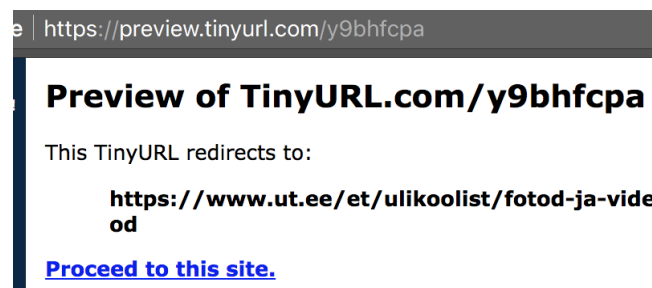 e https://preview.tinyurl.com/y9bhfcpa
Preview of TinyURL.com/y9bhfcpa
This TinyURL redirects to:
https://www.ut.ee/et/ulikoolist/fotod-ja-vide
od
Proceed to this site.